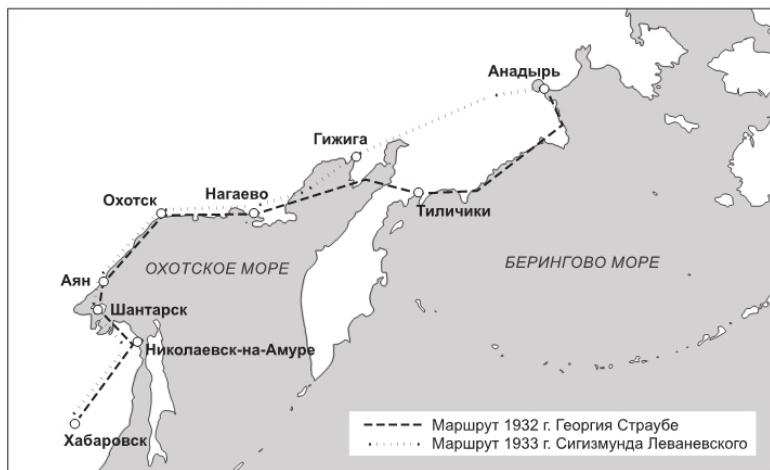 Анадырь
Гижига
Охотск
Нагаево
Тиличики
Аян
ОХОТСКОЕ МОРЕ
БЕРИНГОВО МОРЕ
Шантарск
Николаевск-на-Амуре
Хабаровск
Маршрут 1932 г. Георгия Страубе
Маршрут 1933 г. Сигизмунда Леваневского